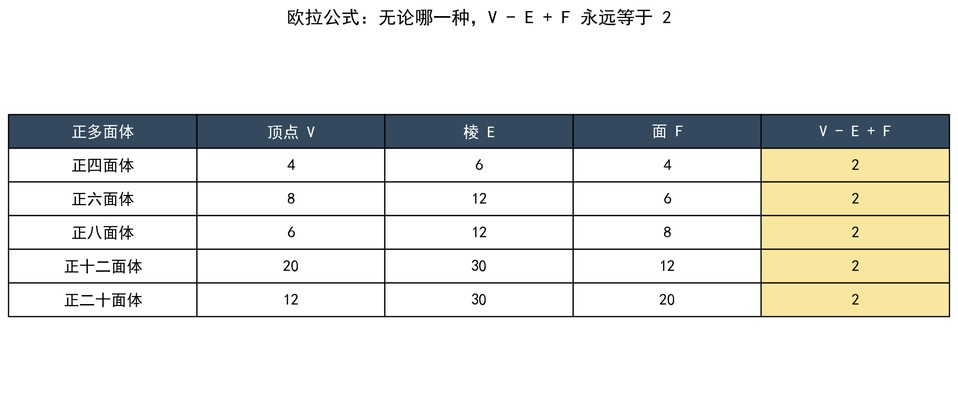 欧拉公式：无论哪一种，V - E + F 永远等于 2
正多面体 顶点 V 棱 E 面 F V - E + F
正四面体 4 6 4 2
正六面体 8 12 6 2
正八面体 6 12 8 2
正十二面体 20 30 12 2
正二十面体 12 30 20 2